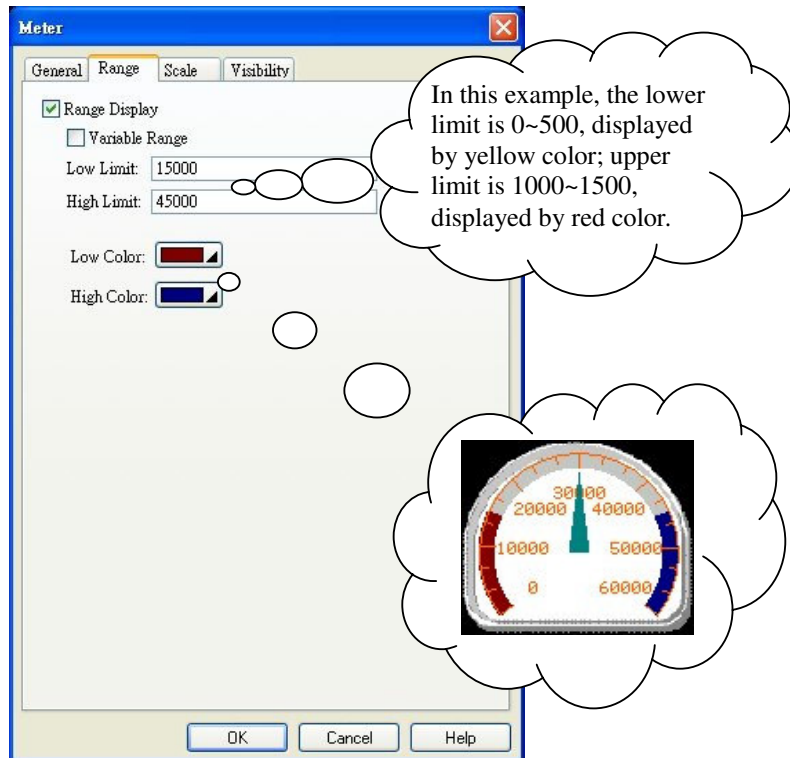 Meter
General Range Scale Visibility
Range Display
Variable Range
Low Limit: 15000
High Limit: 45000
Low Color:
High Color:
In this example, the lower
limit is 0~500, displayed
by yellow color; upper
limit is 1000~1500,
displayed by red color.
30000
20000 40000
10000 50000
0 60000
OK Cancel Help